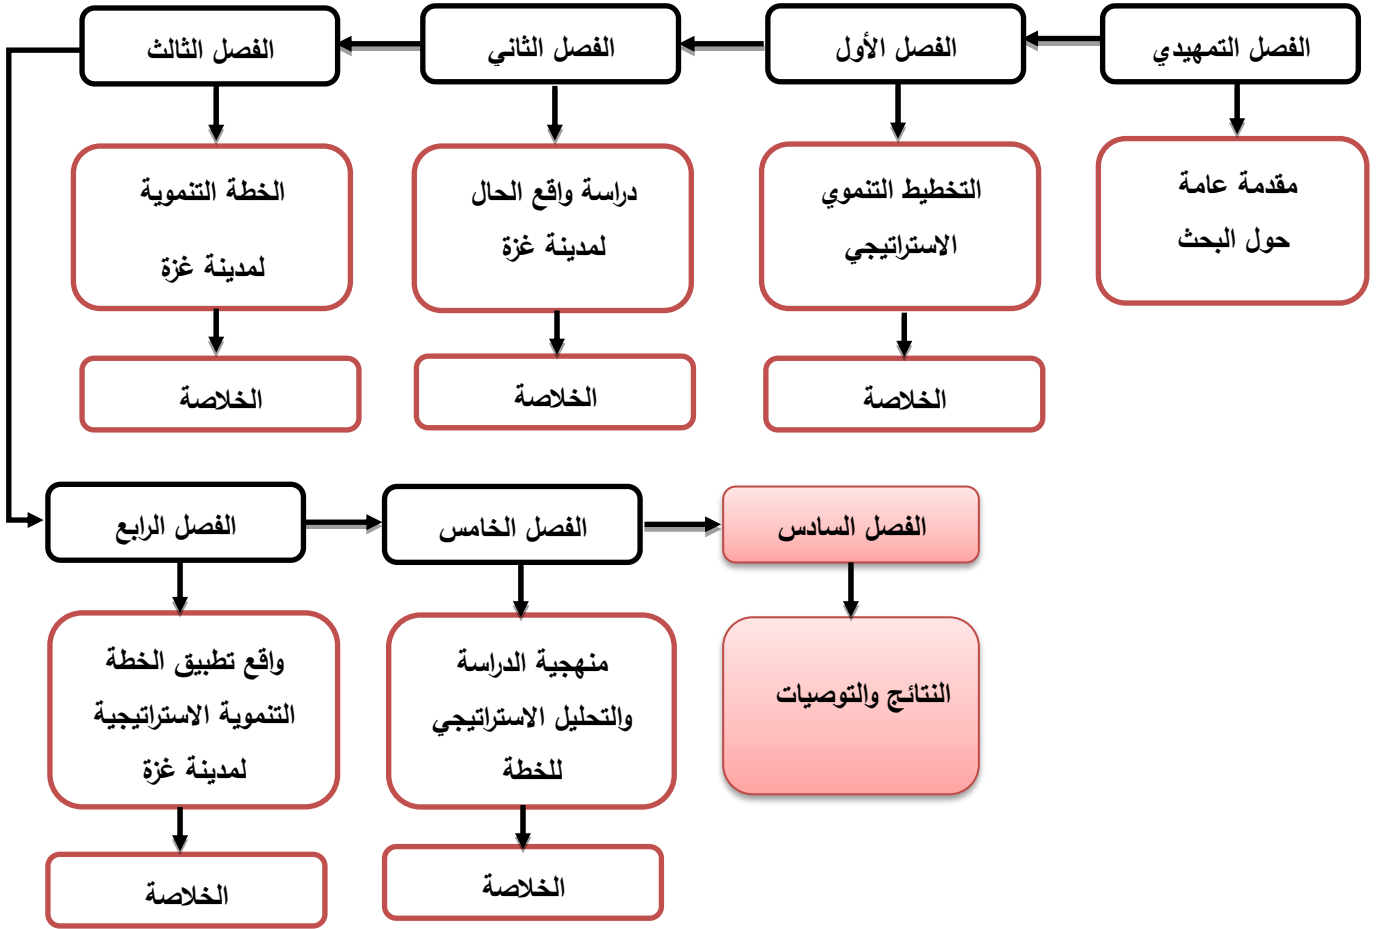 الفصل التمهيدي
الفصل الأول
الفصل الثاني
الفصل الثالث
مقدمة عامة
حول البحث
التخطيط التنموي
الاستراتيجي
دراسة واقع الحال
لمدينة غزة
الخطة التنموية
لمدينة غزة
الخلاصة
الخلاصة
الخلاصة
الفصل الرابع
الفصل الخامس
الفصل السادس
واقع تطبيق الخطة
التنموية الاستراتيجية
لمدينة غزة
منهجية الدراسة
والتحليل الاستراتيجي
للخطة
النتائج والتوصيات
الخلاصة
الخلاصة